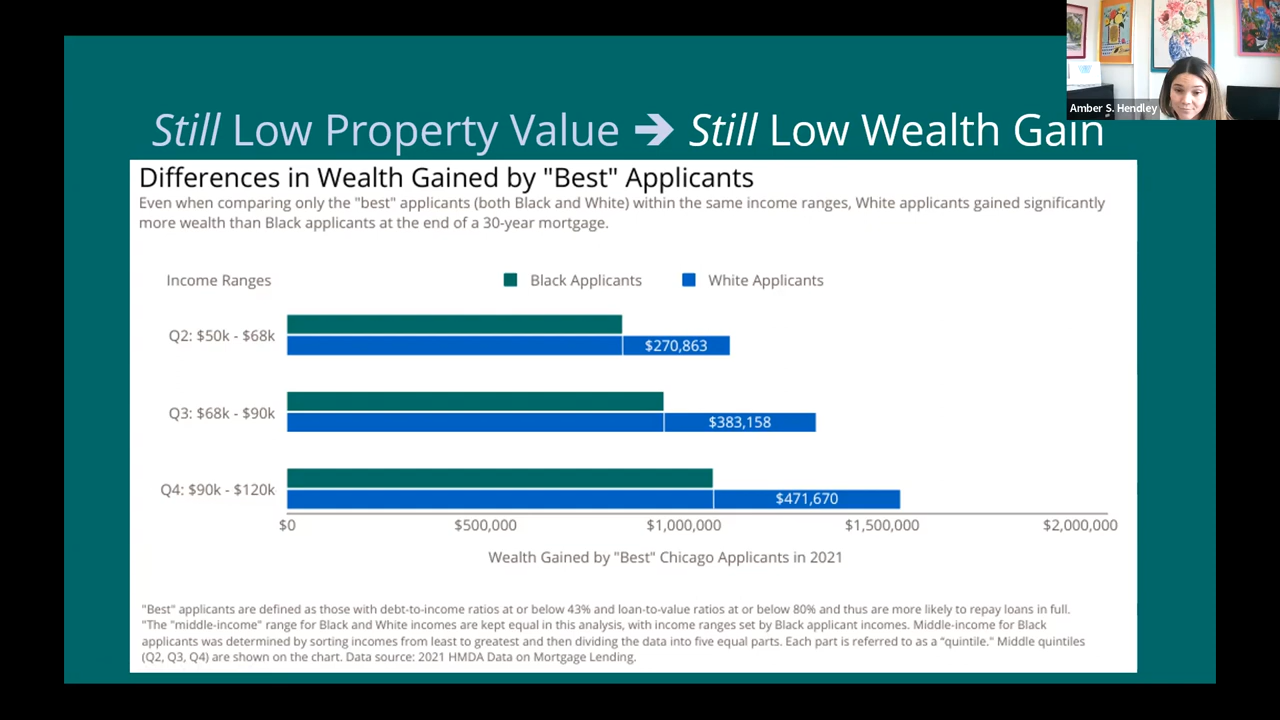 Amber S. Hendley
Still Low Property Value ➔ Still Low Wealth Gain
Differences in Wealth Gained by "Best" Applicants
Even when comparing only the "best" applicants (both Black and White) within the same income ranges, White applicants gained significantly
more wealth than Black applicants at the end of a 30-year mortgage.
Income Ranges
Black Applicants
White Applicants
Q2: $50k - $68k
$270,863
Q3: $68k - $90k
$383,158
Q4: $90k - $120k
$471,670
$0
$500,000
$1,000,000
$1,500,000
$2,000,000
Wealth Gained by "Best" Chicago Applicants in 2021
"Best" applicants are defined as those with debt-to-income ratios at or below 43% and loan-to-value ratios at or below 80% and thus are more likely to repay loans in full.
"The "middle-income" range for Black and White incomes are kept equal in this analysis, with income ranges set by Black applicant incomes. Middle-income for Black
applicants was determined by sorting incomes from least to greatest and then dividing the data into five equal parts. Each part is referred to as a “quintile.” Middle quintiles
(Q2, Q3, Q4) are shown on the chart. Data source: 2021 HMDA Data on Mortgage Lending.